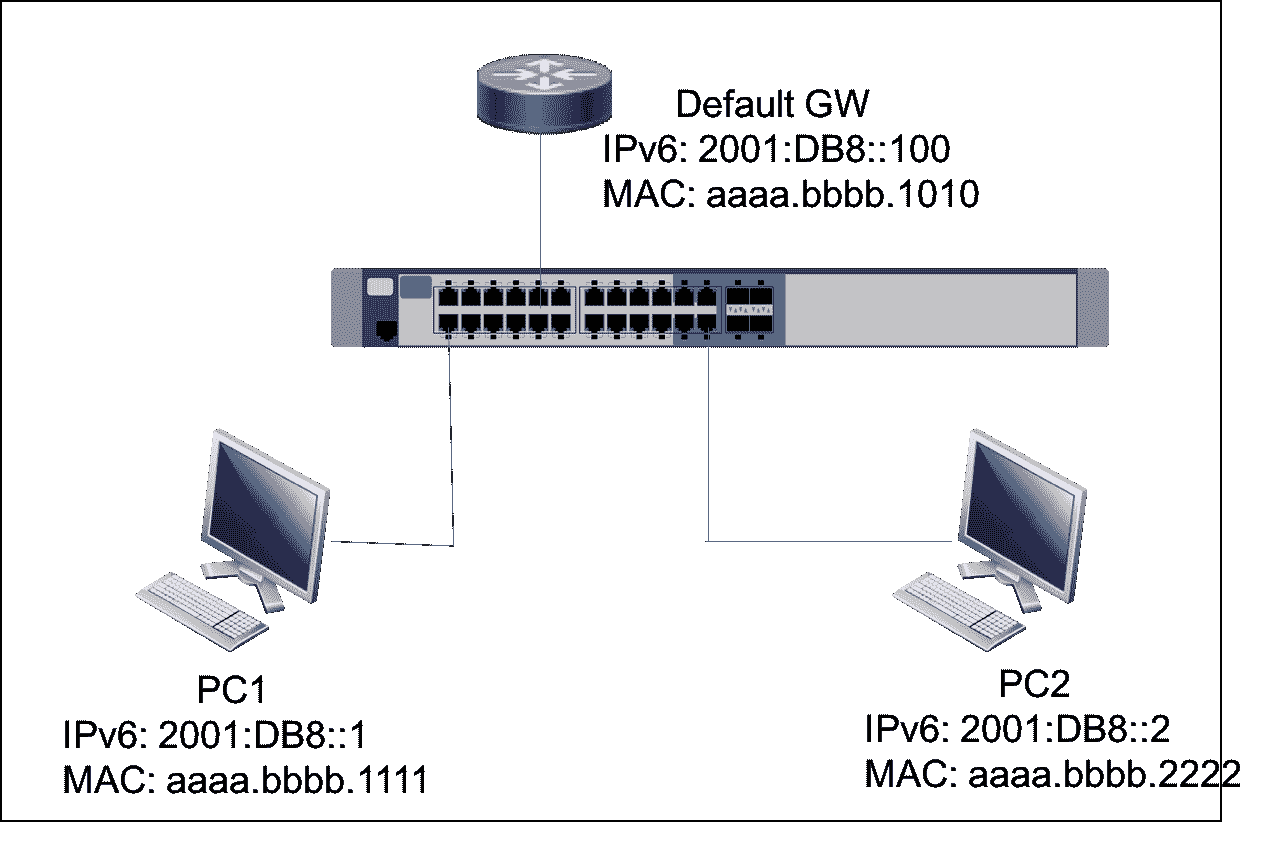 Default GW
IPv6: 2001:DB8::100
MAC: aaaa.bbbb.1010
PC1
IPv6: 2001:DB8::1
MAC: aaaa.bbbb.1111
PC2
IPv6: 2001:DB8::2
MAC: aaaa.bbbb.2222